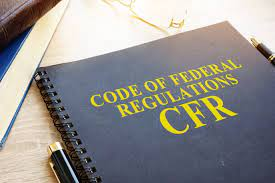 CODE OF FEDERAL
REGULATIONS
CFR